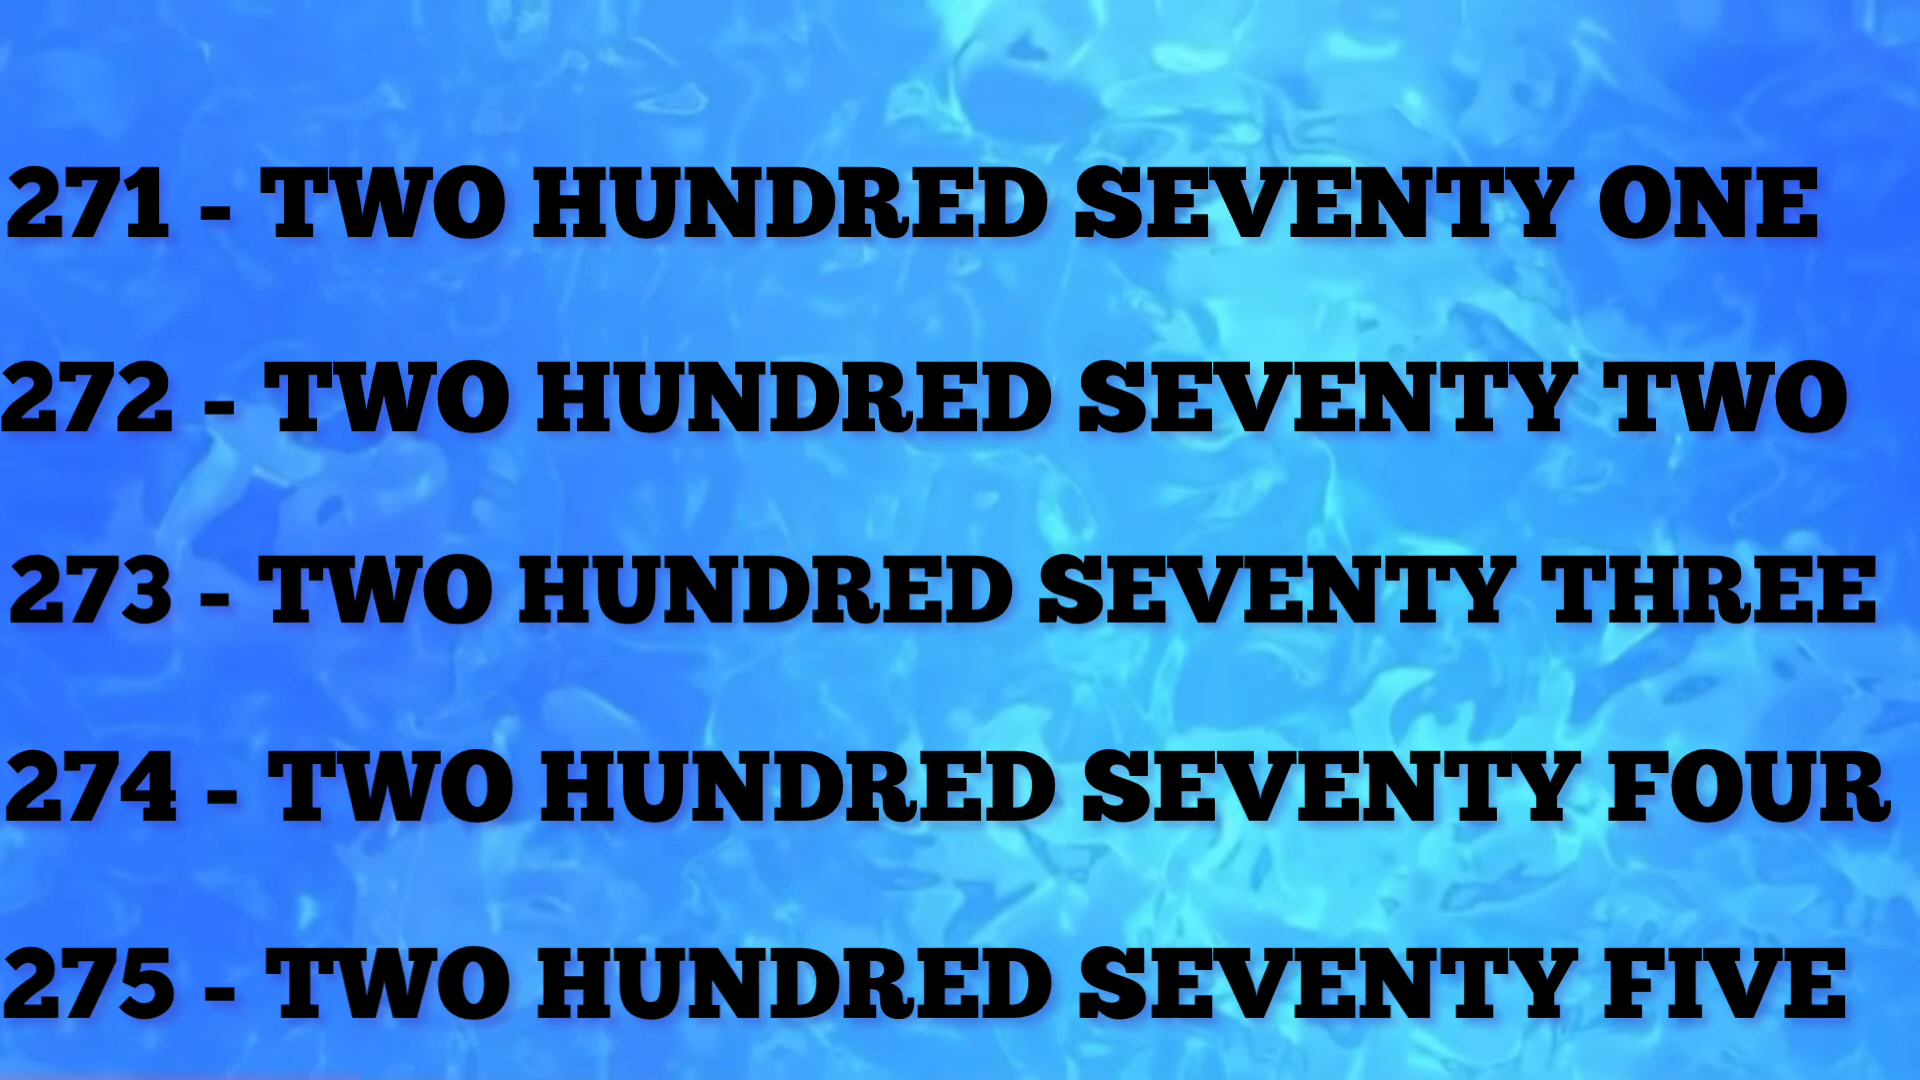 271 - TWO HUNDRED SEVENTY ONE
272 - TWO HUNDRED SEVENTY TWO
273 - TWO HUNDRED SEVENTY THREE
274 - TWO HUNDRED SEVENTY FOUR
275 - TWO HUNDRED SEVENTY FIVE